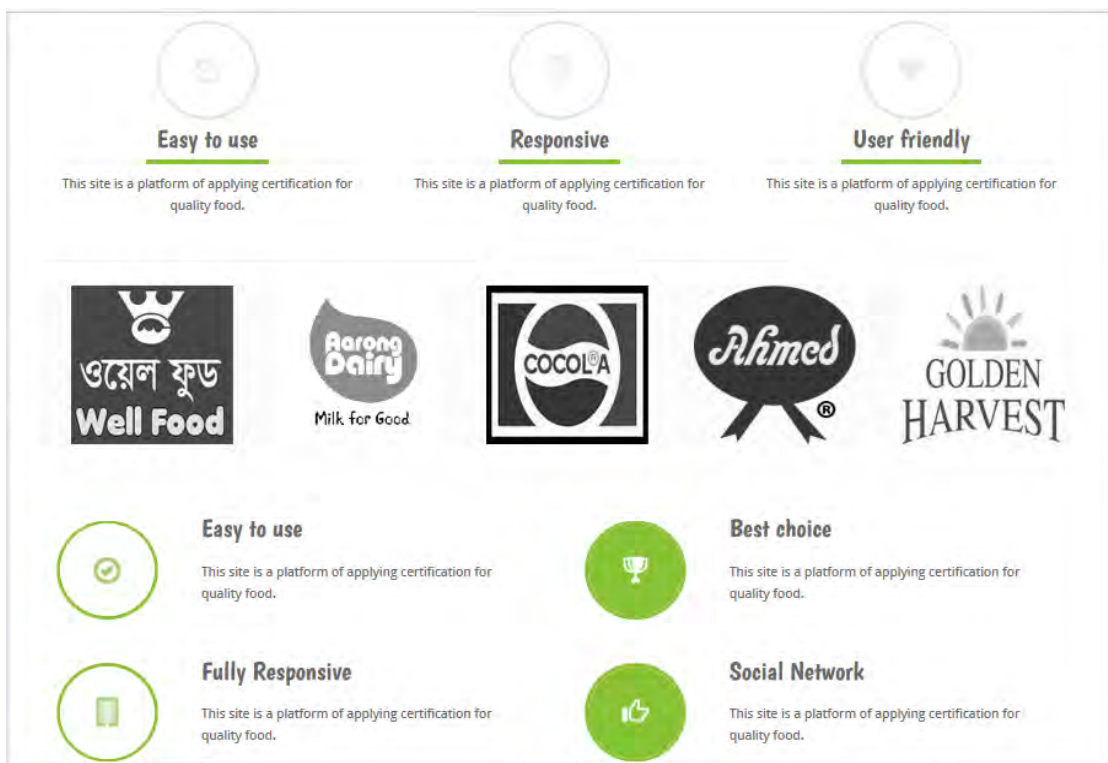 Easy to use
Responsive
User friendly
This site is a platform of applying certification for
quality food.
This site is a platform of applying certification for
quality food.
This site is a platform of applying certification for
quality food.
ওয়েল ফুড
Well Food
Aarong
Dairy
Milk for Good
COCOL®A
Ahmed
®
GOLDEN
HARVEST
Easy to use
This site is a platform of applying certification for
quality food.
Best choice
This site is a platform of applying certification for
quality food.
Fully Responsive
This site is a platform of applying certification for
quality food.
Social Network
This site is a platform of applying certification for
quality food.